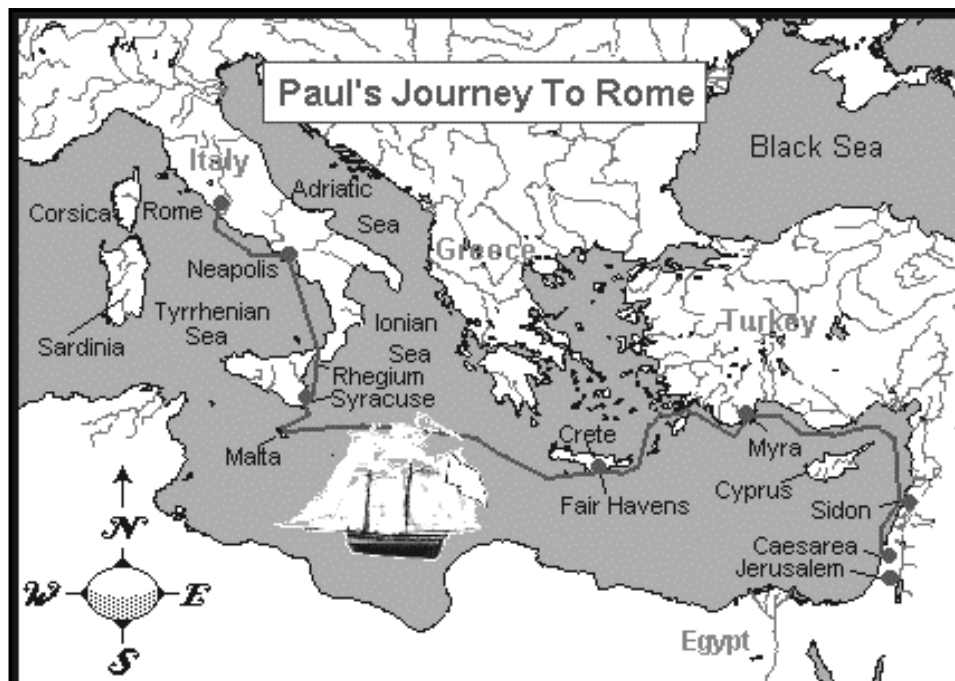 Paul's Journey To Rome
Black Sea
Italy
Adriatic
Sea
Corsica
Rome
Greece
Neapolis
Tyrrhenian
Sea
Turkey
Ionian
Sea
Sardinia
Rhegium
Syracuse
Malta
Crete
Myra
Fair Havens
Cyprus
Sidon
Caesarea
Jerusalem
Egypt
N
W
E
S